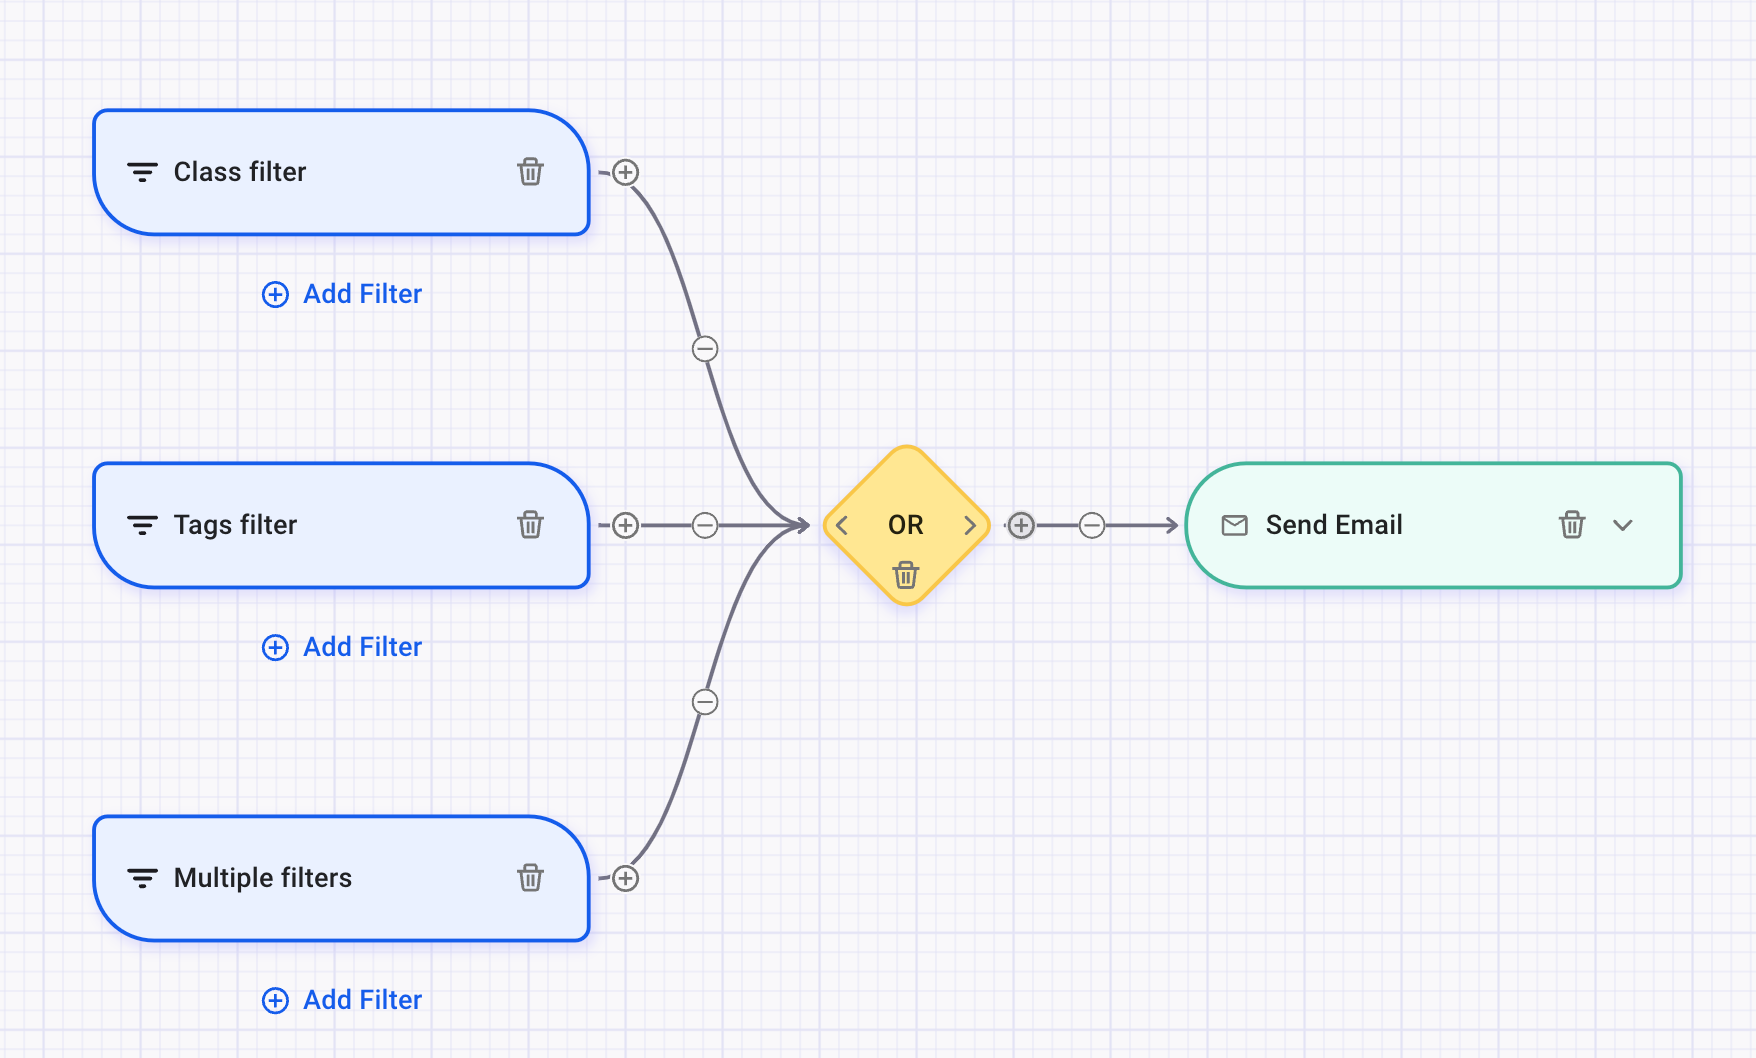 Class filter
Add Filter
Tags filter
OR
Send Email
Add Filter
Multiple filters
Add Filter